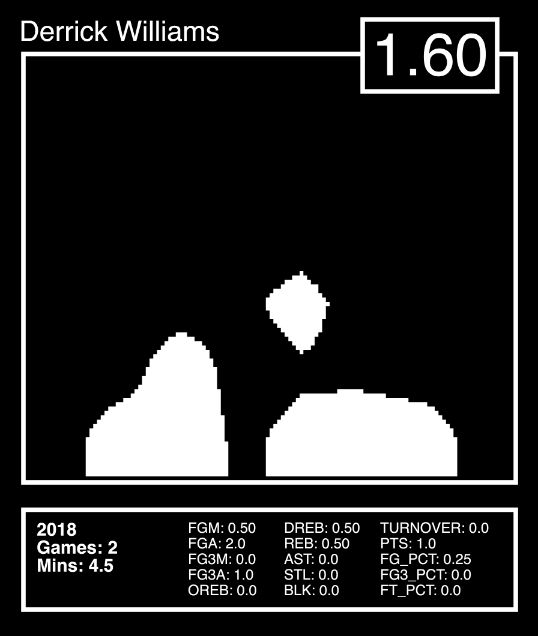 Derrick Williams
1.60
2018
Games: 2
Mins: 4.5
FGM: 0.50
FGA: 2.0
FG3M: 0.0
FG3A: 1.0
OREB: 0.0
DREB: 0.50
REB: 0.50
AST: 0.0
STL: 0.0
BLK: 0.0
TURNOVER: 0.0
PTS: 1.0
FG_PCT: 0.25
FG3_PCT: 0.0
FT_PCT: 0.0